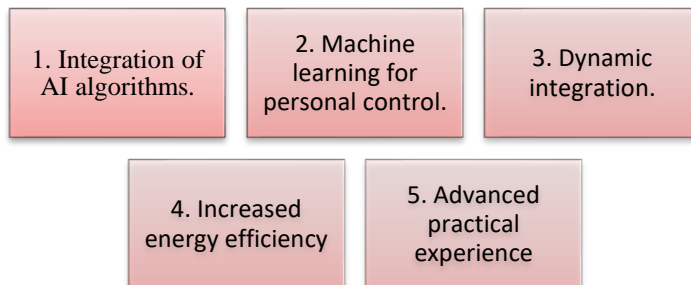 1. Integration of
AI algorithms.
2. Machine
learning for
personal control.
3. Dynamic
integration.
4. Increased
energy efficiency
5. Advanced
practical
experience